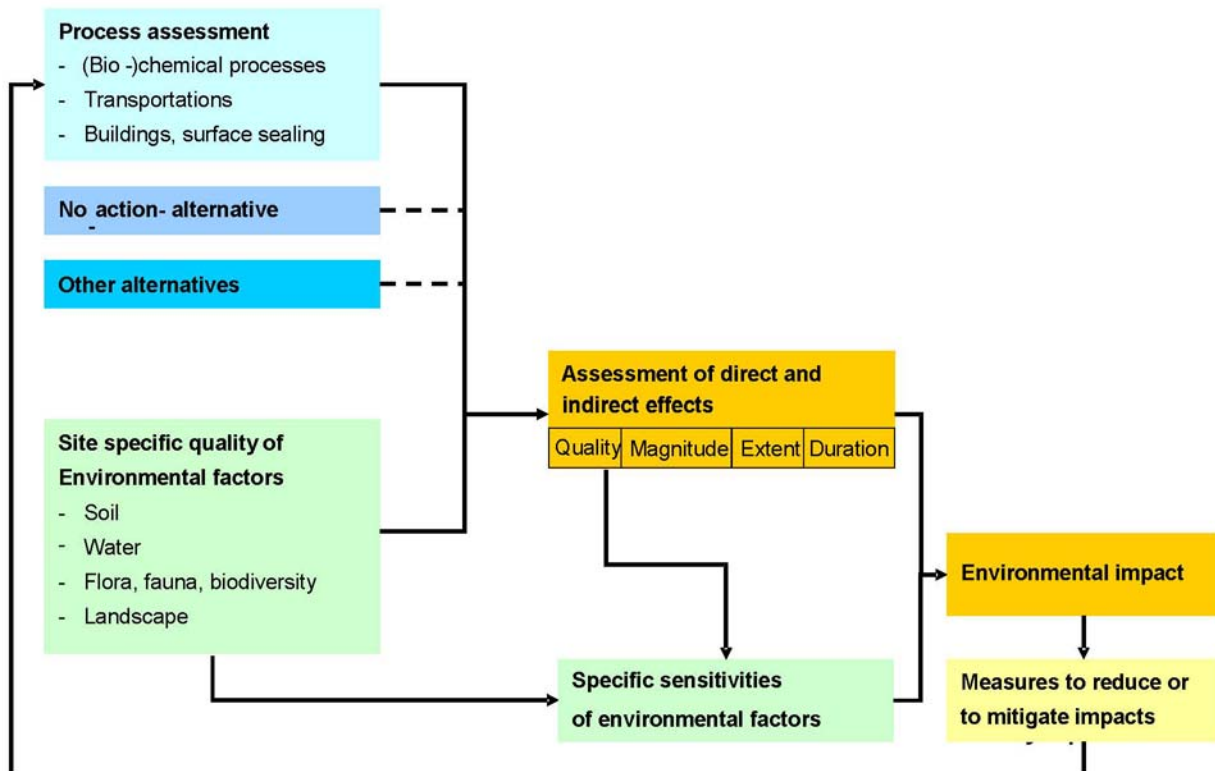 Process assessment
- (Bio -)chemical processes
- Transportations
- Buildings, surface sealing
No_action- alternative
Other alternatives
Assessment of direct and
indirect effects
Quality Magnitude Extent Duration
Site specific quality of
Environmental factors
- Soil
- Water
- Flora, fauna, biodiversity
- Landscape
Environmental impact
Specific sensitivities
of environmental factors
Measures to reduce or
to mitigate impacts